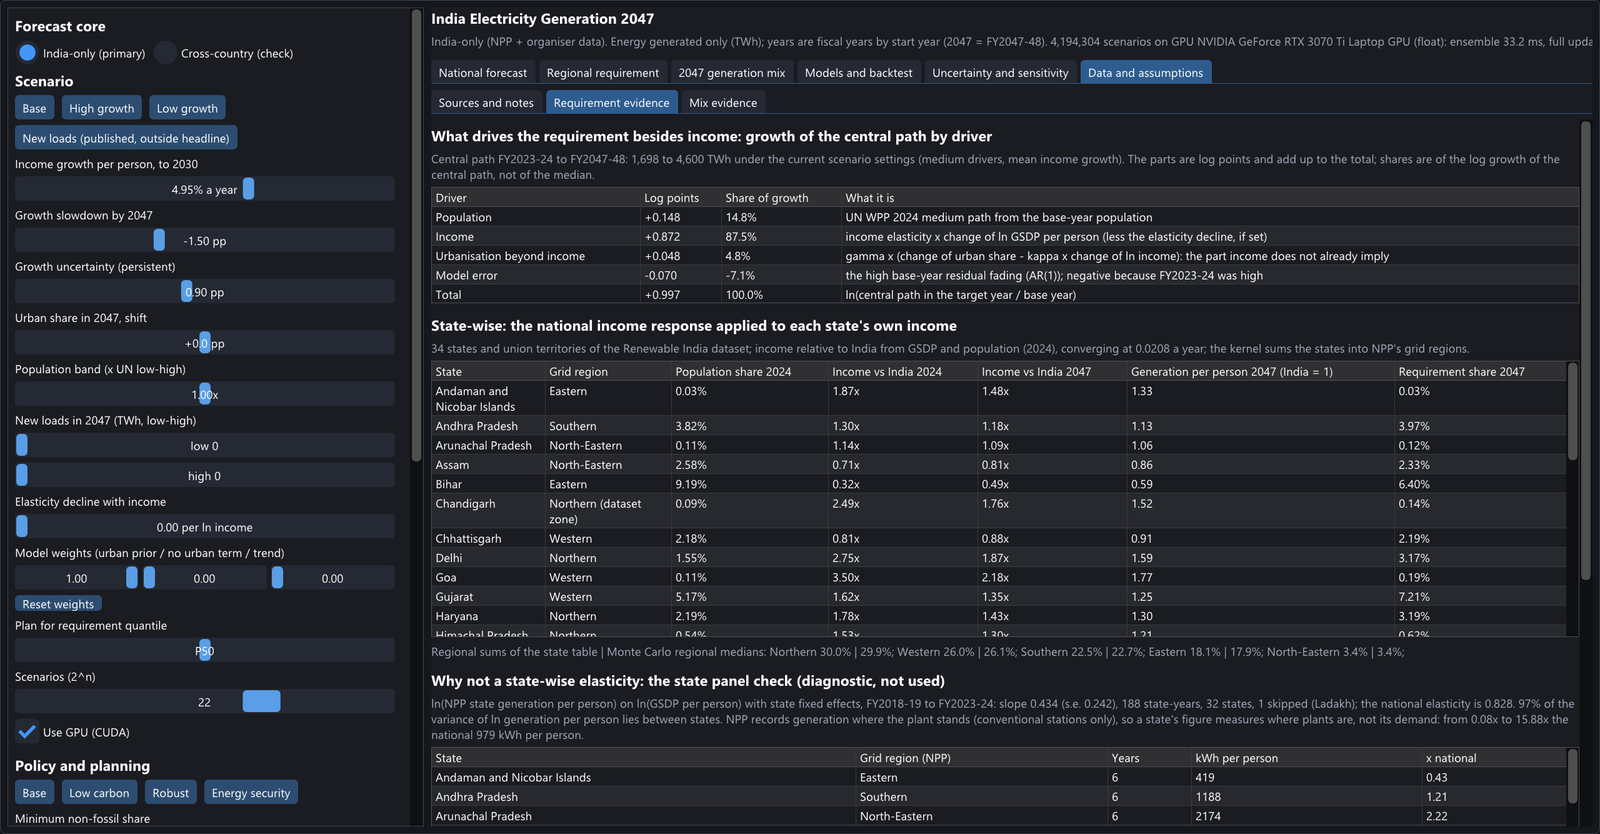 Forecast core
India-only (primary)
Cross-country (check)
Scenario
Base
High growth
Low growth
New loads (published, outside headline)
Income growth per person, to 2030
4.95% a year
Growth slowdown by 2047
-1.50 pp
Growth uncertainty (persistent)
0.90 pp
Urban share in 2047, shift
+0.0 pp
Population band (x UN low-high)
1.00x
New loads in 2047 (TWh, low-high)
low 0
high 0
Elasticity decline with income
0.00 per ln income
Model weights (urban prior / no urban term / trend)
1.00 0.00 0.00
Reset weights
Plan for requirement quantile
P50
Scenarios (2^n)
22
Use GPU (CUDA)
Policy and planning
Base
Low carbon
Robust
Energy security
Minimum non-fossil share
India Electricity Generation 2047
India-only (NPP + organiser data). Energy generated only (TWh); years are fiscal years by start year (2047 = FY2047-48). 4,194,304 scenarios on GPU NVIDIA GeForce RTX 3070 Ti Laptop GPU (float): ensemble 33.2 ms, full upda
National forecast
Regional requirement
2047 generation mix
Models and backtest
Uncertainty and sensitivity
Data and assumptions
Sources and notes
Requirement evidence
Mix evidence
What drives the requirement besides income: growth of the central path by driver
Central path FY2023-24 to FY2047-48: 1,698 to 4,600 TWh under the current scenario settings (medium drivers, mean income growth). The parts are log points and add up to the total; shares are of the log growth of the
central path, not of the median.
Driver Log points Share of growth What it is
Population +0.148 14.8% UN WPP 2024 medium path from the base-year population
Income +0.872 87.5% income elasticity x change of ln GSDP per person (less the elasticity decline, if set)
Urbanisation beyond income +0.048 4.8% gamma x (change of urban share - kappa x change of ln income): the part income does not already imply
Model error -0.070 -7.1% the high base-year residual fading (AR(1)); negative because FY2023-24 was high
Total +0.997 100.0% ln(central path in the target year / base year)
State-wise: the national income response applied to each state's own income
34 states and union territories of the Renewable India dataset; income relative to India from GSDP and population (2024), converging at 0.0208 a year; the kernel sums the states into NPP's grid regions.
State Grid region Population share 2024 Income vs India 2024 Income vs India 2047 Generation per person 2047 (India = 1) Requirement share 2047
Andaman and Nicobar Islands Eastern 0.03% 1.87x 1.48x 1.33 0.03%
Andhra Pradesh Southern 3.82% 1.30x 1.18x 1.13 3.97%
Arunachal Pradesh North-Eastern 0.11% 1.14x 1.09x 1.06 0.12%
Assam North-Eastern 2.58% 0.71x 0.81x 0.86 2.33%
Bihar Eastern 9.19% 0.32x 0.49x 0.59 6.40%
Chandigarh Northern (dataset zone) 0.09% 2.49x 1.76x 1.52 0.14%
Chhattisgarh Western 2.18% 0.81x 0.88x 0.91 2.19%
Delhi Northern 1.55% 2.75x 1.87x 1.59 3.17%
Goa Western 0.11% 3.50x 2.18x 1.77 0.19%
Gujarat Western 5.17% 1.62x 1.35x 1.25 7.21%
Haryana Northern 2.19% 1.78x 1.43x 1.30 3.19%
Himachal Pradesh Northern 0.54% 1.53x 1.30x 1.21 0.62%
Regional sums of the state table | Monte Carlo regional medians: Northern 30.0% | 29.9%; Western 26.0% | 26.1%; Southern 22.5% | 22.7%; Eastern 18.1% | 17.9%; North-Eastern 3.4% | 3.4%;
Why not a state-wise elasticity: the state panel check (diagnostic, not used)
ln(NPP state generation per person) on ln(GSDP per person) with state fixed effects, FY2018-19 to FY2023-24: slope 0.434 (s.e. 0.242), 188 state-years, 32 states, 1 skipped (Ladakh); the national elasticity is 0.828. 97% of the
variance of ln generation per person lies between states. NPP records generation where the plant stands (conventional stations only), so a state's figure measures where plants are, not its demand: from 0.08x to 15.88x the
national 979 kWh per person.
State Grid region (NPP) Years kWh per person x national
Andaman and Nicobar Islands Eastern 6 419 0.43
Andhra Pradesh Southern 6 1188 1.21
Arunachal Pradesh North-Eastern 6 2174 2.22